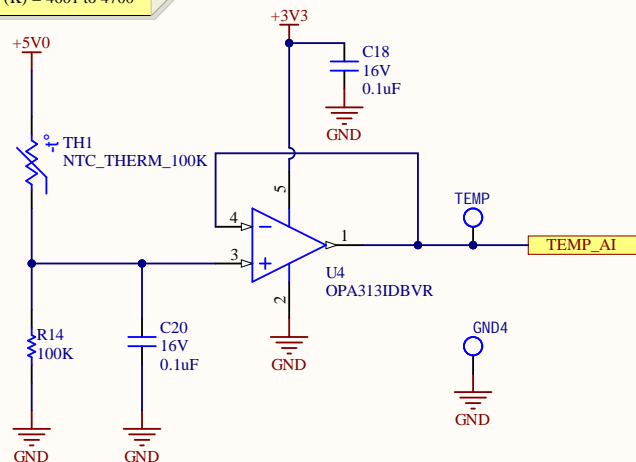 +3V3
+5V0
C18
16V
0.1uF
GND
-t°
TH1
NTC_THERM_100K
5
4
3
1
2
TEMP
TEMP_AI
U4
OPA313IDBVR
GND
R14
100K
C20
16V
0.1uF
GND4
GND
GND
GND